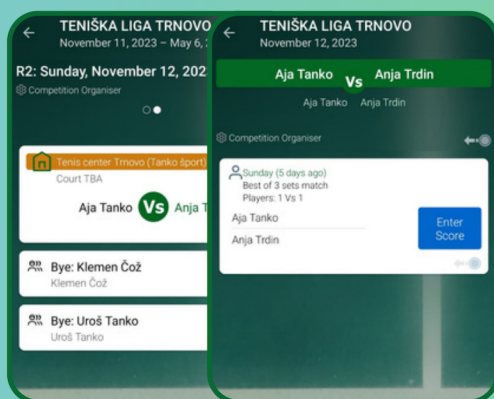 TENIŠKA LIGA TRNOVO
November 11, 2023 – May 6, 2
R2: Sunday, November 12, 202
Competition Organiser
Tenis center Trnovo (Tanko šport)
Court TBA
Aja Tanko Vs Anja T
Bye: Klemen Čož
Klemen Čož
Bye: Uroš Tanko
Uroš Tanko
TENIŠKA LIGA TRNOVO
November 12, 2023
Aja Tanko Vs Anja Trdin
Aja Tanko Anja Trdin
Competition Organiser
Sunday (5 days ago)
Best of 3 sets match
Players: 1 Vs 1
Aja Tanko
Anja Trdin
Enter
Score